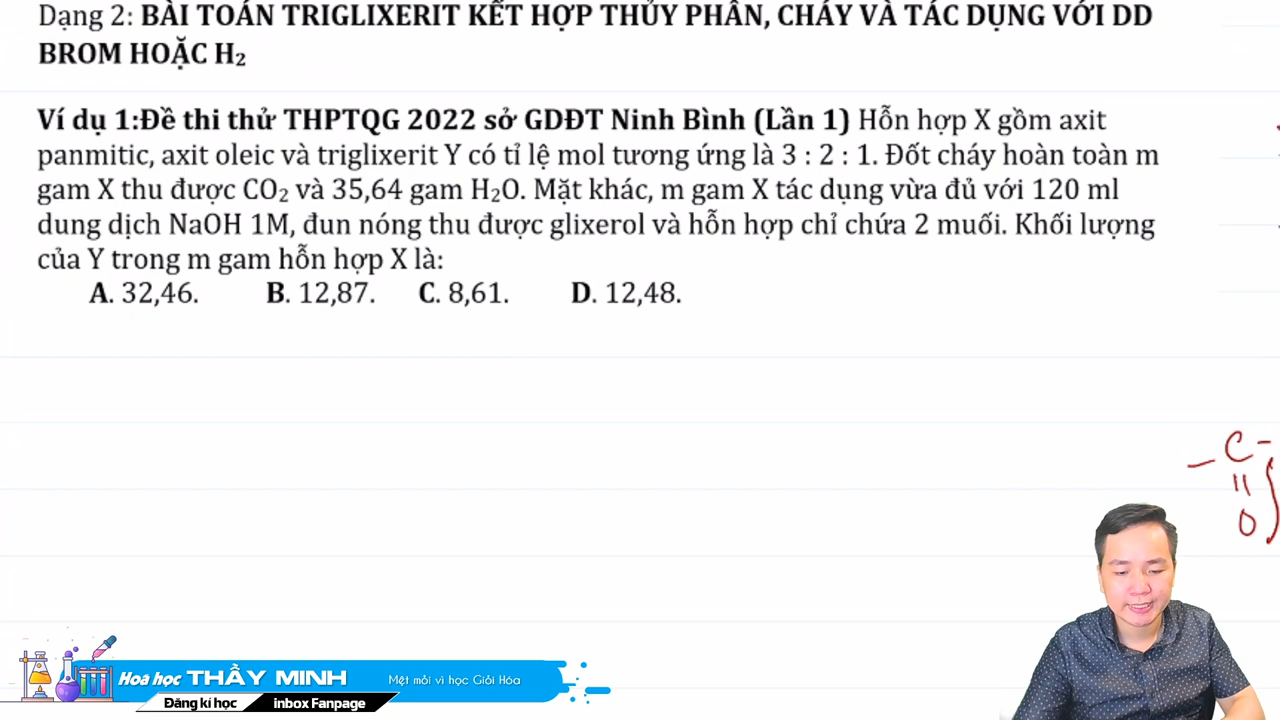 Dạng 2: BÀI TOÁN TRIGLIXERIT KẾT HỢP THỦY PHÂN, CHÁY VÀ TÁC DỤNG VỚI DD
BROM HOẶC H₂
Ví dụ 1:Đề thi thử THPTQG 2022 sở GDĐT Ninh Bình (Lần 1) Hỗn hợp X gồm axit
panmitic, axit oleic và triglixerit Y có tỉ lệ mol tương ứng là 3 : 2 : 1. Đốt cháy hoàn toàn m
gam X thu được CO₂ và 35,64 gam H₂O. Mặt khác, m gam X tác dụng vừa đủ với 120 ml
dung dịch NaOH 1M, đun nóng thu được glixerol và hỗn hợp chỉ chứa 2 muối. Khối lượng
của Y trong m gam hỗn hợp X là:
A. 32,46. B. 12,87. C. 8,61. D. 12,48.
– C –
O
Hoá học THẦY MINH
Mệt mỏi vì học Giỏi Hóa
Đăng kí học inbox Fanpage